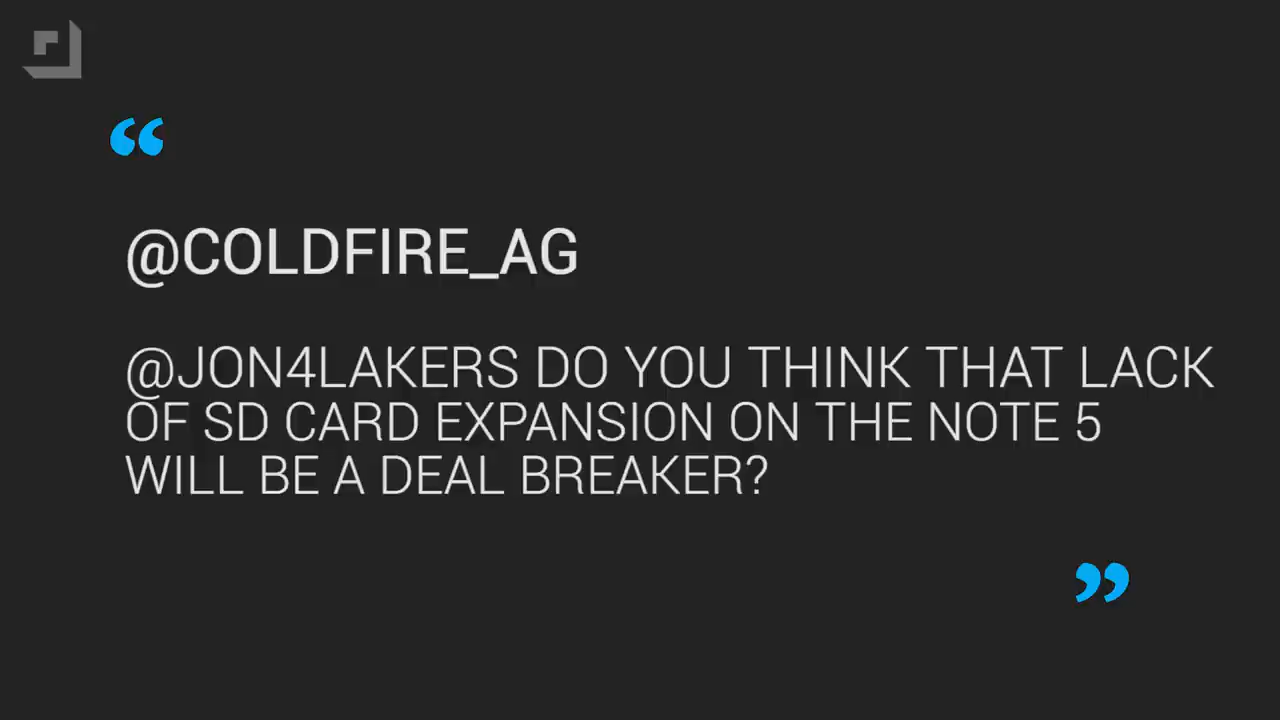 “
@COLDFIRE_AG
@JON4LAKERS DO YOU THINK THAT LACK
OF SD CARD EXPANSION ON THE NOTE 5
WILL BE A DEAL BREAKER?
”